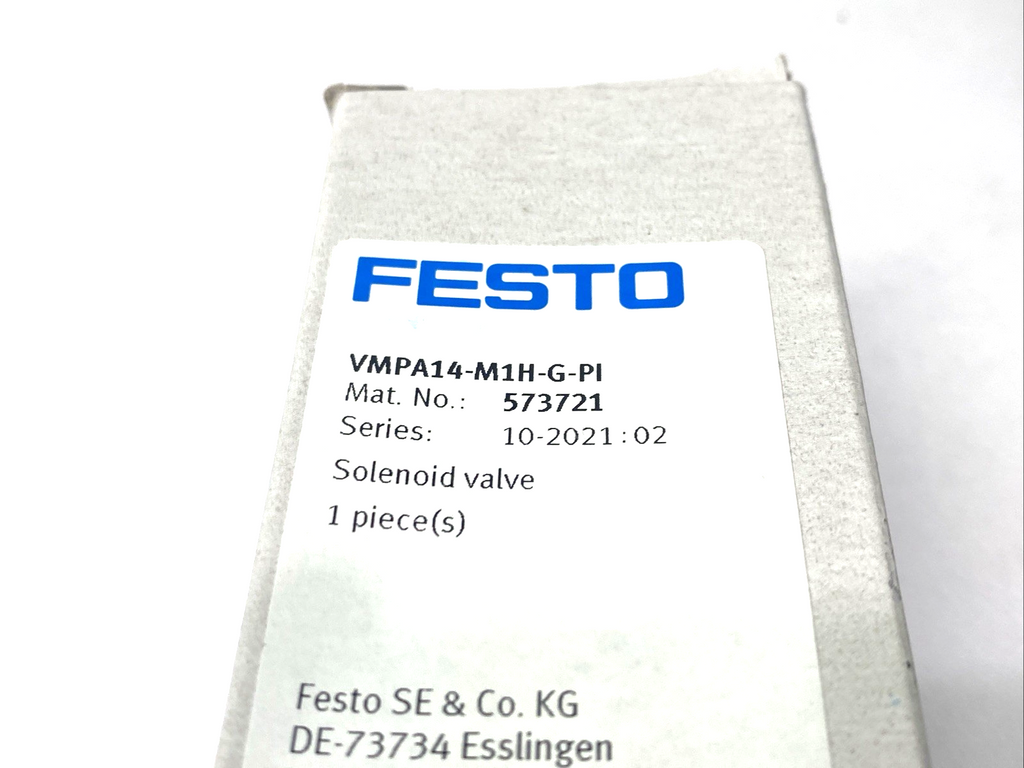 FESTO
VMPA14-M1H-G-PI
Mat. No.: 573721
Series: 10-2021:02
Solenoid valve
1 piece(s)
Festo SE & Co. KG
DE-73734 Esslingen